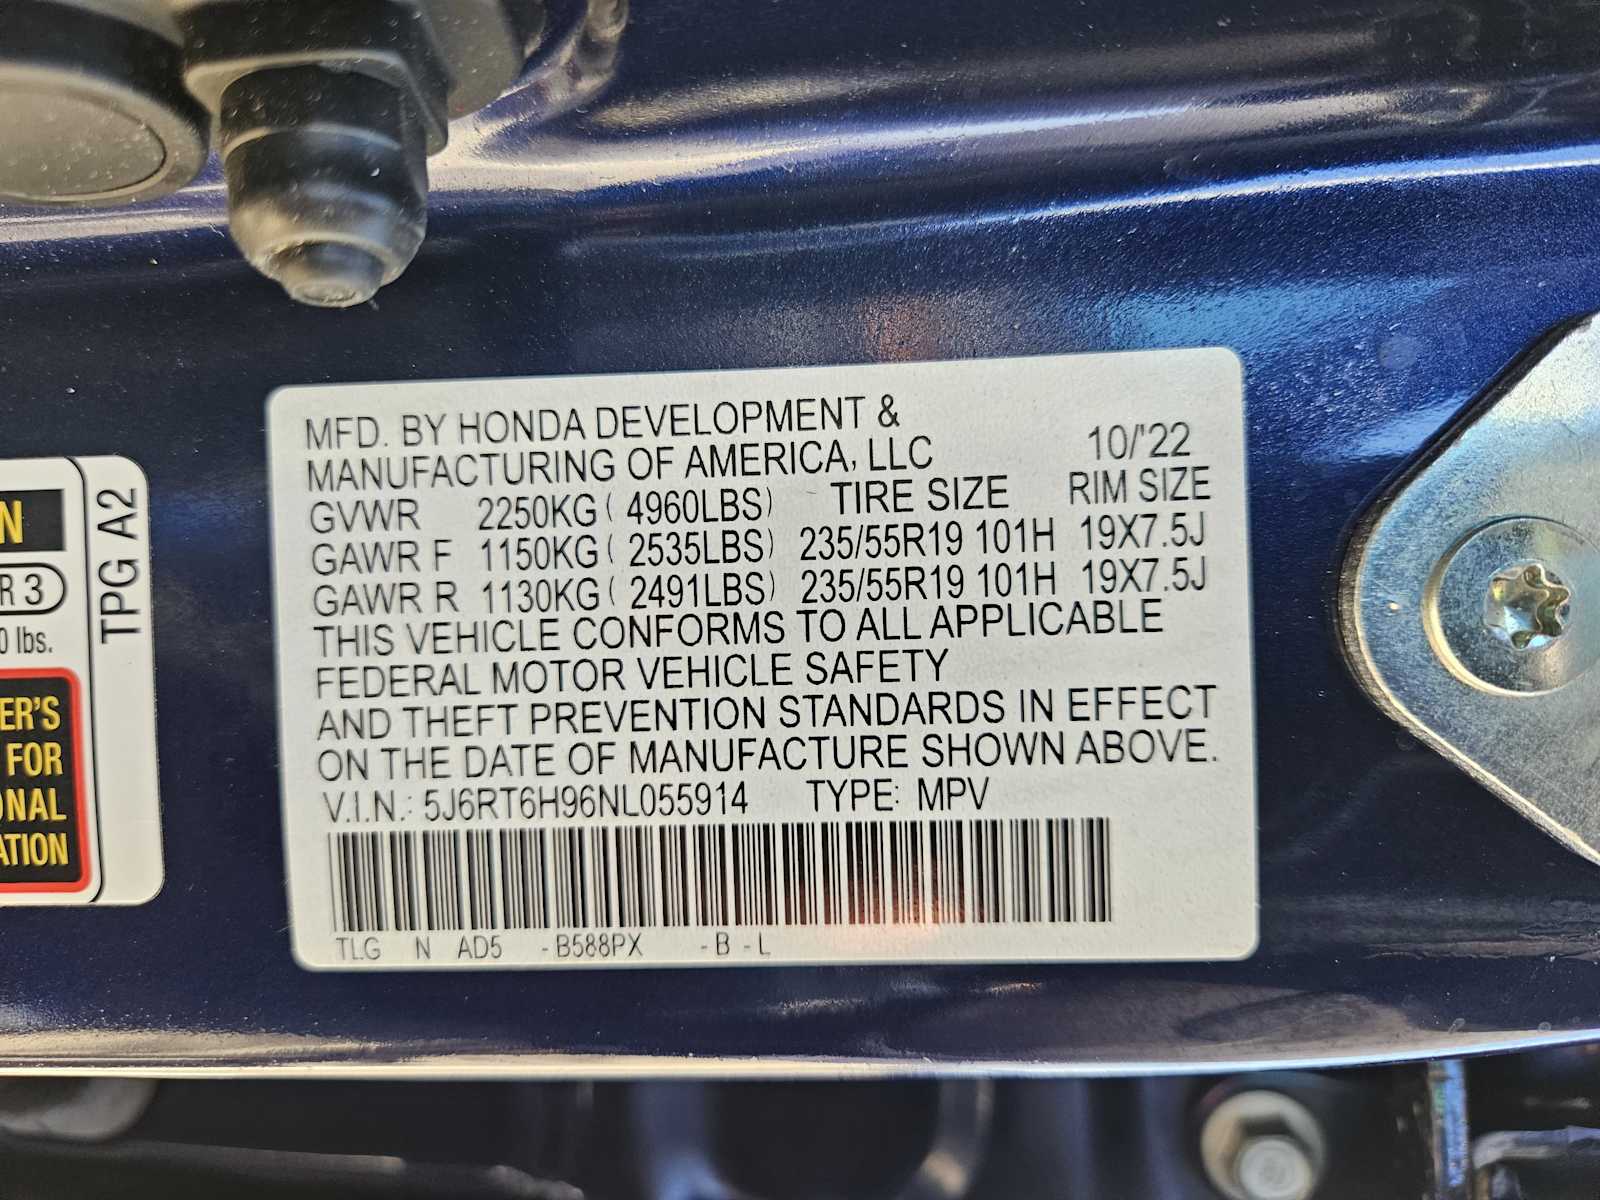 MFD. BY HONDA DEVELOPMENT &
MANUFACTURING OF AMERICA, LLC 10/'22
GVWR 2250KG ( 4960LBS) TIRE SIZE RIM SIZE
GAWR F 1150KG ( 2535LBS) 235/55R19 101H 19X7.5J
GAWR R 1130KG ( 2491LBS) 235/55R19 101H 19X7.5J
THIS VEHICLE CONFORMS TO ALL APPLICABLE
FEDERAL MOTOR VEHICLE SAFETY
AND THEFT PREVENTION STANDARDS IN EFFECT
ON THE DATE OF MANUFACTURE SHOWN ABOVE.
V.I.N.: 5J6RT6H96NL055914 TYPE: MPV
TLG N AD5 -B588PX -B -L
N
R 3
0 lbs.
ER'S
FOR
ONAL
ATION
TPG A2